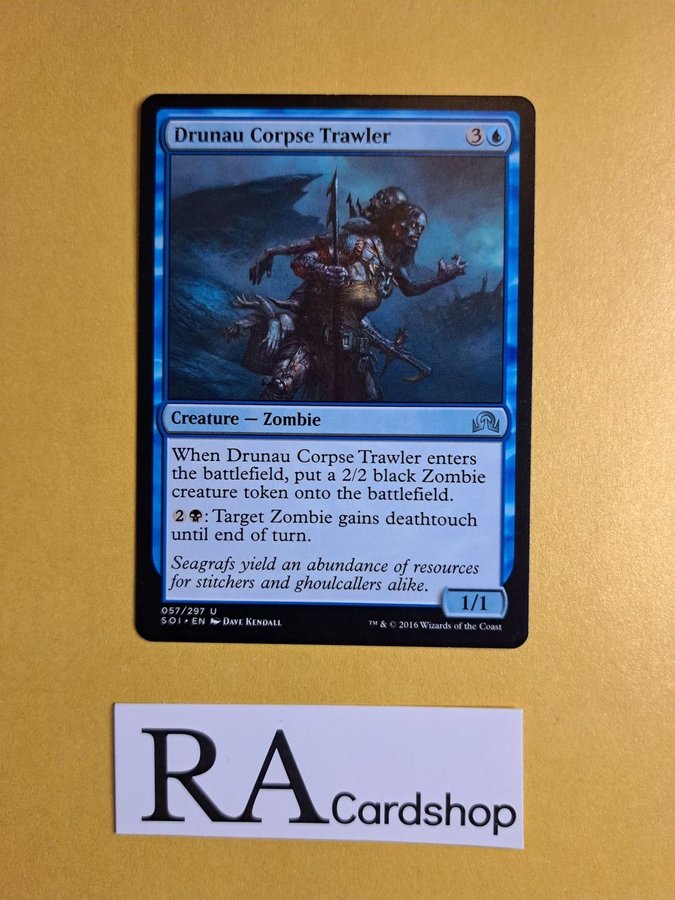 Drunau Corpse Trawler 3
Creature — Zombie
When Drunau Corpse Trawler enters
the battlefield, put a 2/2 black Zombie
creature token onto the battlefield.
2 : Target Zombie gains deathtouch
until end of turn.
Seagrafs yield an abundance of resources
for stitchers and ghoulcallers alike.
1/1
057/297 U
SOI • EN Dave Kendall
™ & © 2016 Wizards of the Coast
RA Cardshop